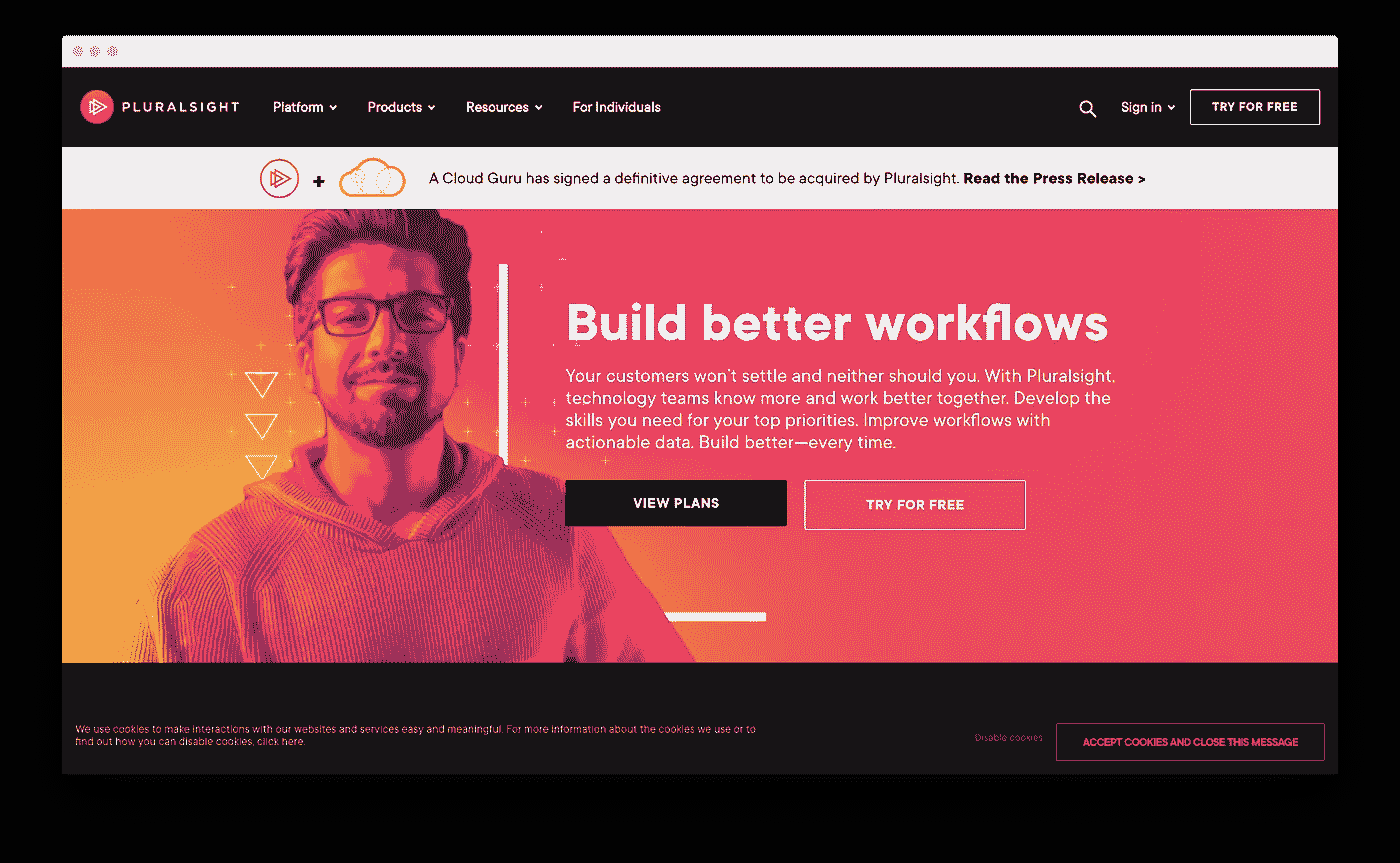 PLURALSIGHT Platform Products Resources For Individuals Sign in TRY FOR FREE
+ A Cloud Guru has signed a definitive agreement to be acquired by Pluralsight. Read the Press Release >
Build better workflows
Your customers won't settle and neither should you. With Pluralsight,
technology teams know more and work better together. Develop the
skills you need for your top priorities. Improve workflows with
actionable data. Build better—every time.
VIEW PLANS TRY FOR FREE
We use cookies to make interactions with our websites and services easy and meaningful. For more information about the cookies we use or to
find out how you can disable cookies, click here.
Disable cookies ACCEPT COOKIES AND CLOSE THIS MESSAGE